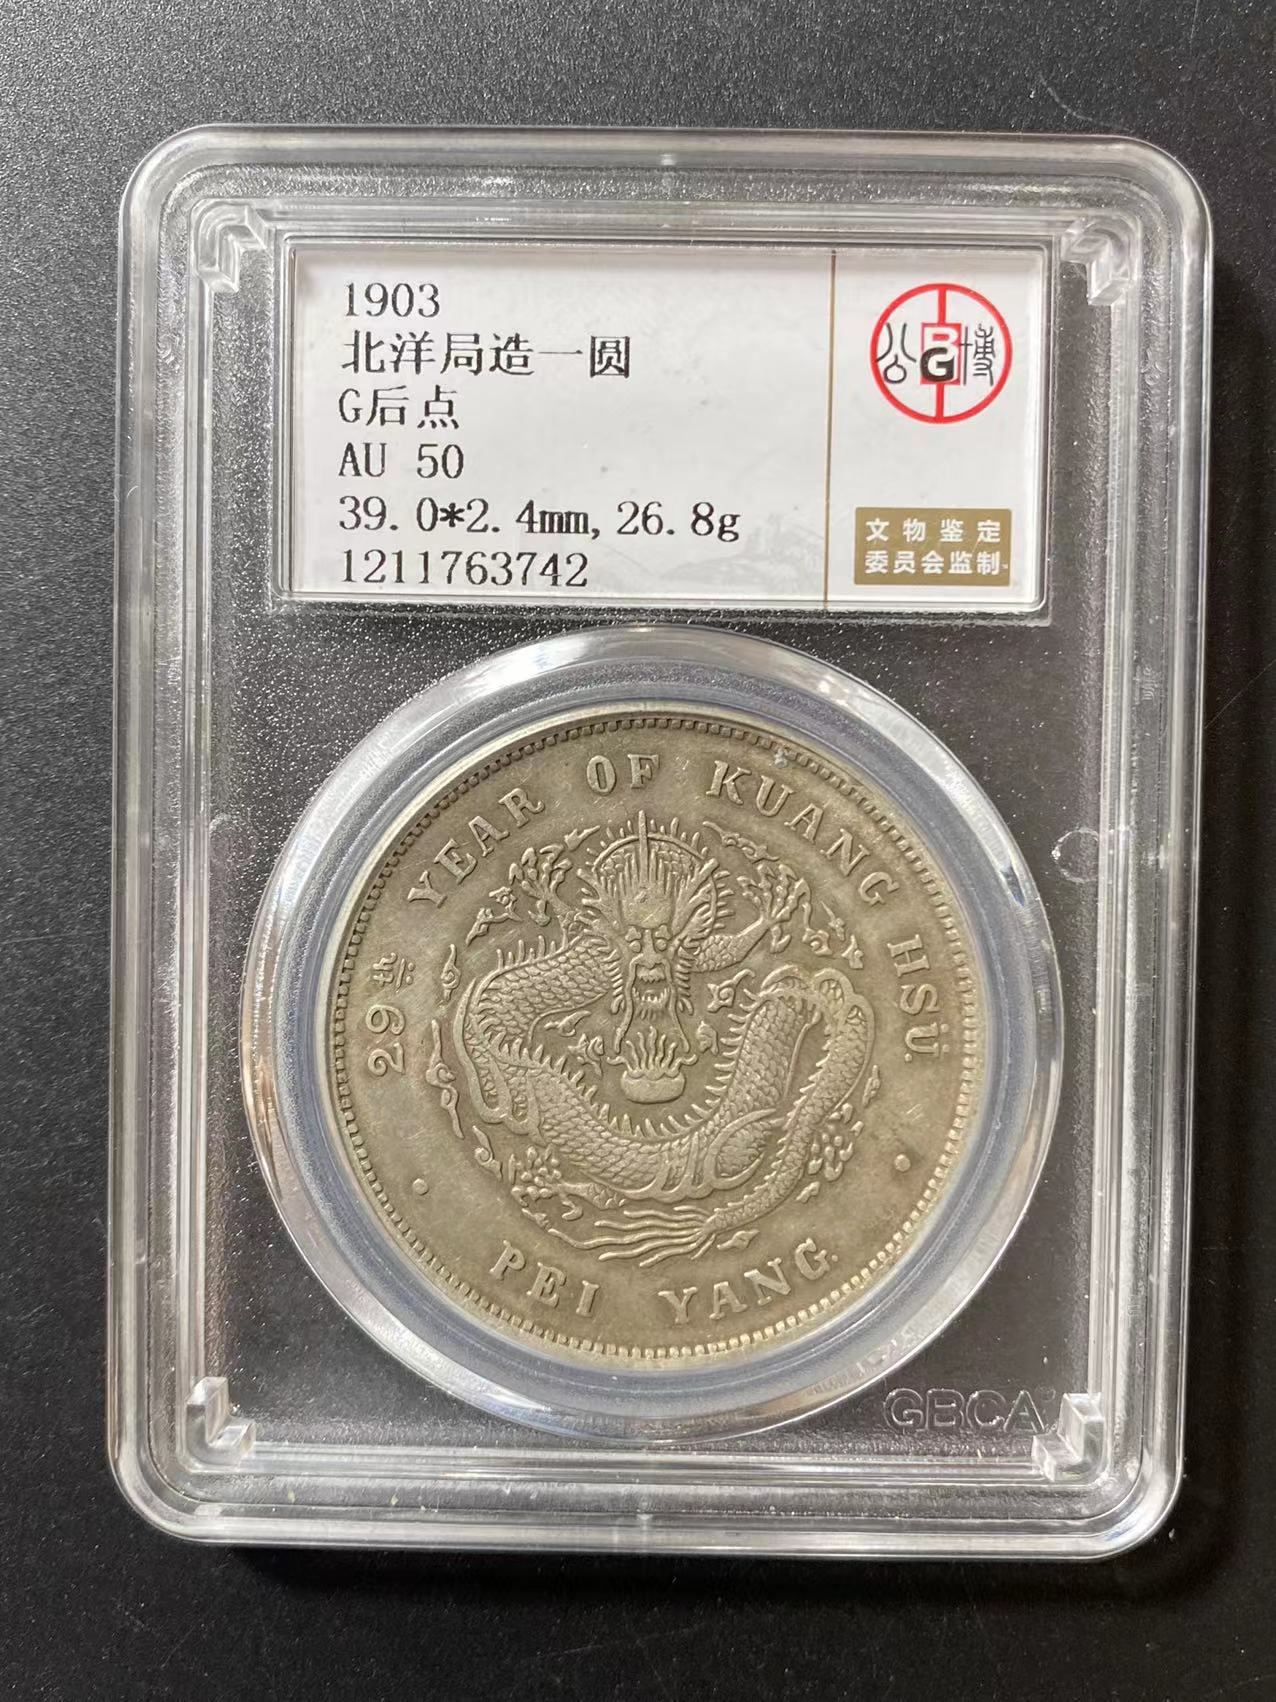 1903
北洋局造一圆
G后点
AU 50
39.0*2.4mm,26.8g
1211763742
公 BG 博
文物鉴定
委员会监制
29th YEAR OF KUANG HSÜ.
PEI YANG.
GBCA